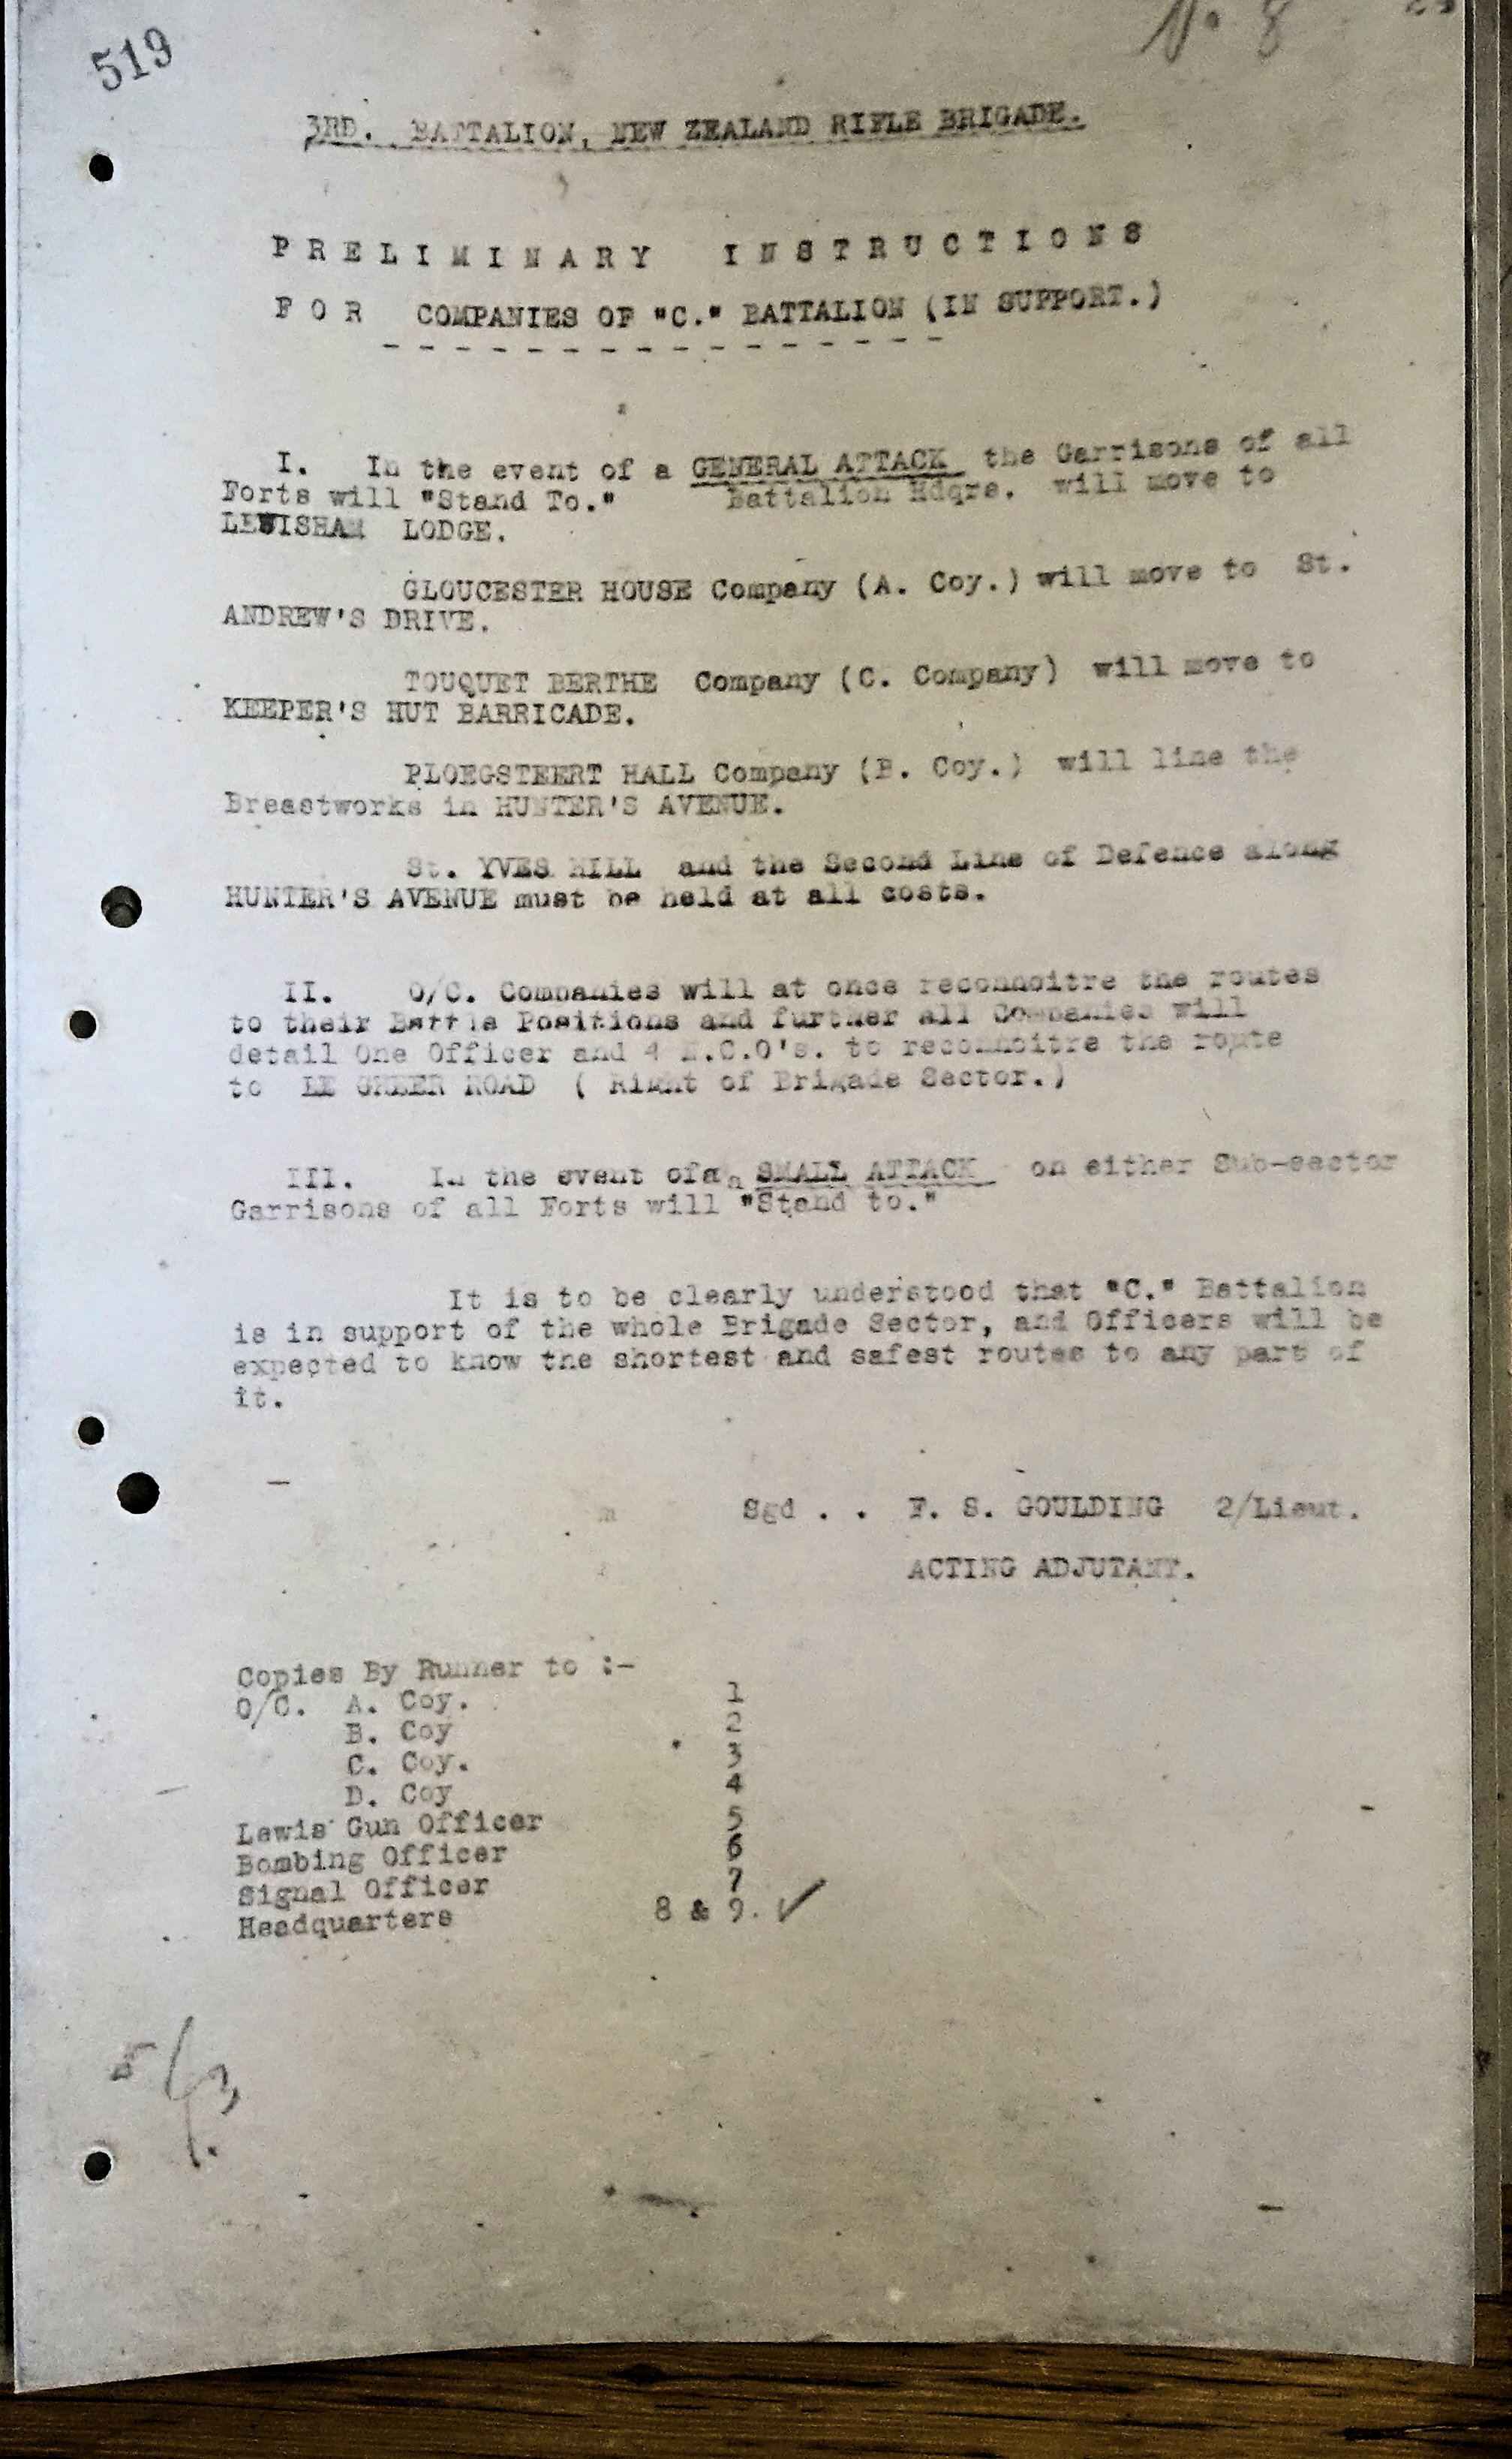 519
No 8
3RD. BATTALION, NEW ZEALAND RIFLE BRIGADE.
P R E L I M I N A R Y   I N S T R U C T I O N S
F O R   COMPANIES OF "C." BATTALION (IN SUPPORT.)
- - - - - - - - - - - - - - - -
I.   In the event of a GENERAL ATTACK the Garrisons of all
Forts will "Stand To."   Battalion Hdqrs. will move to
LEWISHAM LODGE.
GLOUCESTER HOUSE Company (A. Coy.) will move to St.
ANDREW'S DRIVE.
TOUQUET BERTHE Company (C. Company) will move to
KEEPER'S HUT BARRICADE.
PLOEGSTEERT HALL Company (B. Coy.) will line the
Breastworks in HUNTER'S AVENUE.
St. YVES HILL and the Second Line of Defence along
HUNTER'S AVENUE must be held at all costs.
II.   O/C. Companies will at once reconnoitre the routes
to their Battle Positions and further all Companies will
detail One Officer and 4 N.C.O's. to reconnoitre the route
to LE GHEER ROAD ( Right of Brigade Sector.)
III.   In the event of a SMALL ATTACK on either Sub-sector
Garrisons of all Forts will "Stand to."
It is to be clearly understood that "C." Battalion
is in support of the whole Brigade Sector, and Officers will be
expected to know the shortest and safest routes to any part of
it.
Sgd . . F. S. GOULDING 2/Lieut.
ACTING ADJUTANT.
Copies By Runner to :-
O/C. A. Coy. 1
B. Coy 2
C. Coy. 3
D. Coy 4
Lewis Gun Officer 5
Bombing Officer 6
Signal Officer 7
Headquarters 8 & 9. ✓
5/3